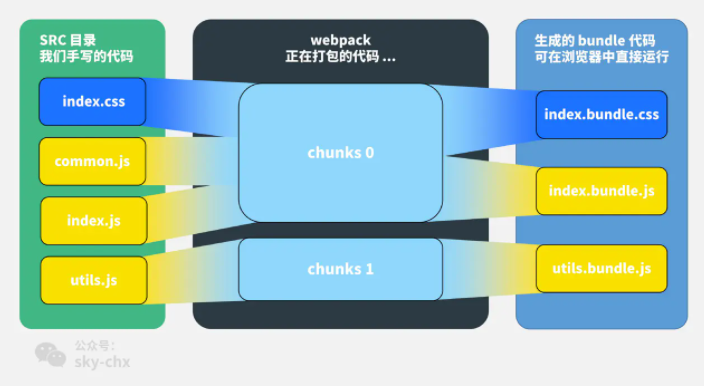 SRC 目录
我们手写的代码
index.css
common.js
index.js
utils.js
webpack
正在打包的代码 ...
chunks 0
chunks 1
生成的 bundle 代码
可在浏览器中直接运行
index.bundle.css
index.bundle.js
utils.bundle.js
公众号：
sky-chx